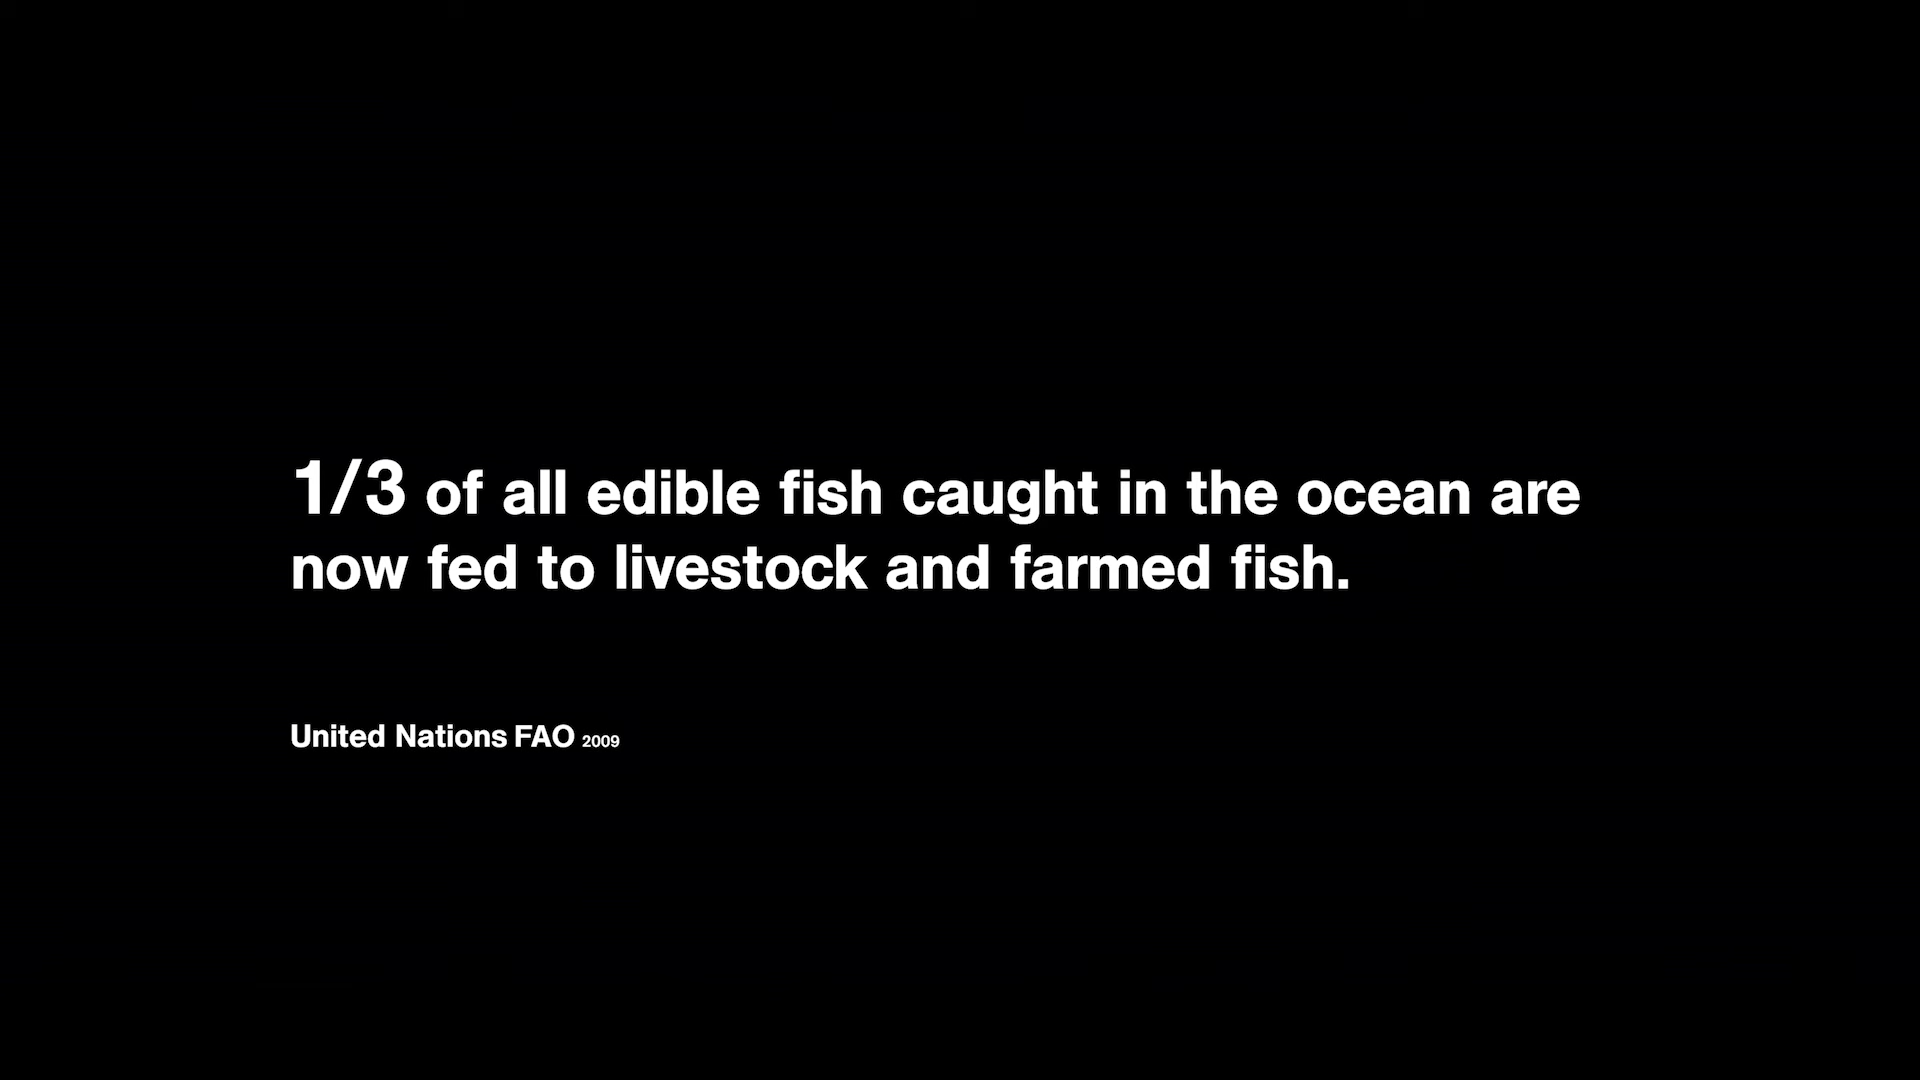 1/3 of all edible fish caught in the ocean are
now fed to livestock and farmed fish.
United Nations FAO 2009